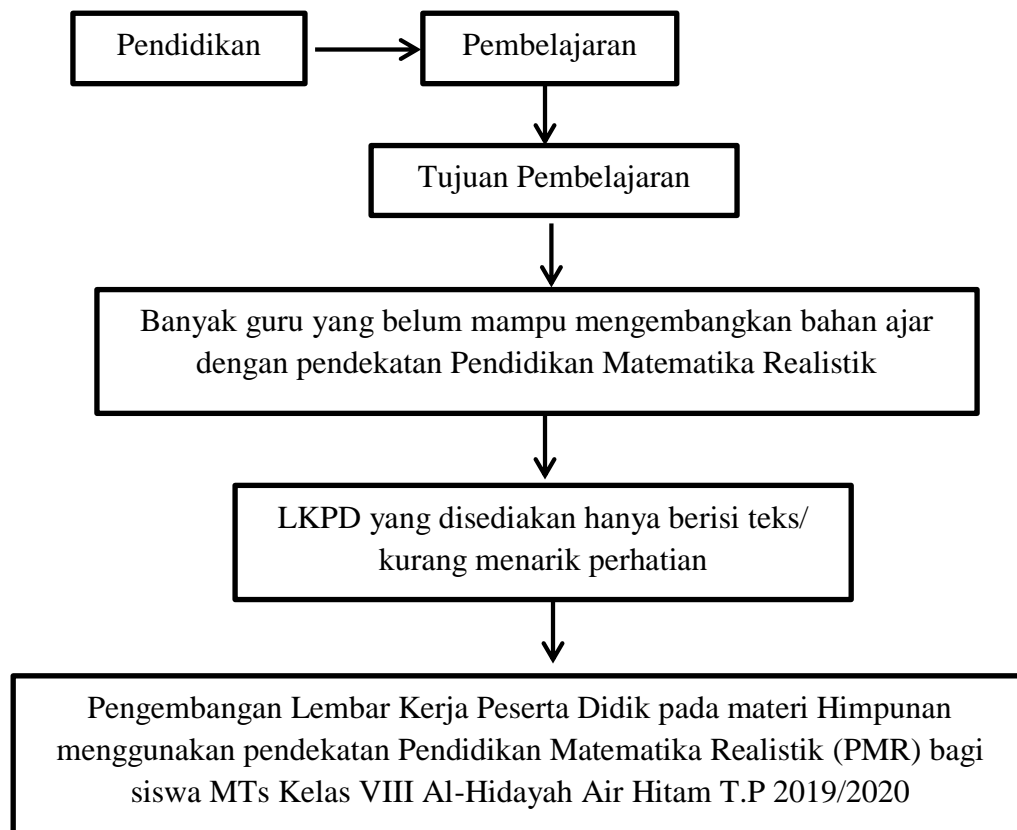 Pendidikan
Pembelajaran
Tujuan Pembelajaran
Banyak guru yang belum mampu mengembangkan bahan ajar
dengan pendekatan Pendidikan Matematika Realistik
LKPD yang disediakan hanya berisi teks/
kurang menarik perhatian
Pengembangan Lembar Kerja Peserta Didik pada materi Himpunan
menggunakan pendekatan Pendidikan Matematika Realistik (PMR) bagi
siswa MTs Kelas VIII Al-Hidayah Air Hitam T.P 2019/2020